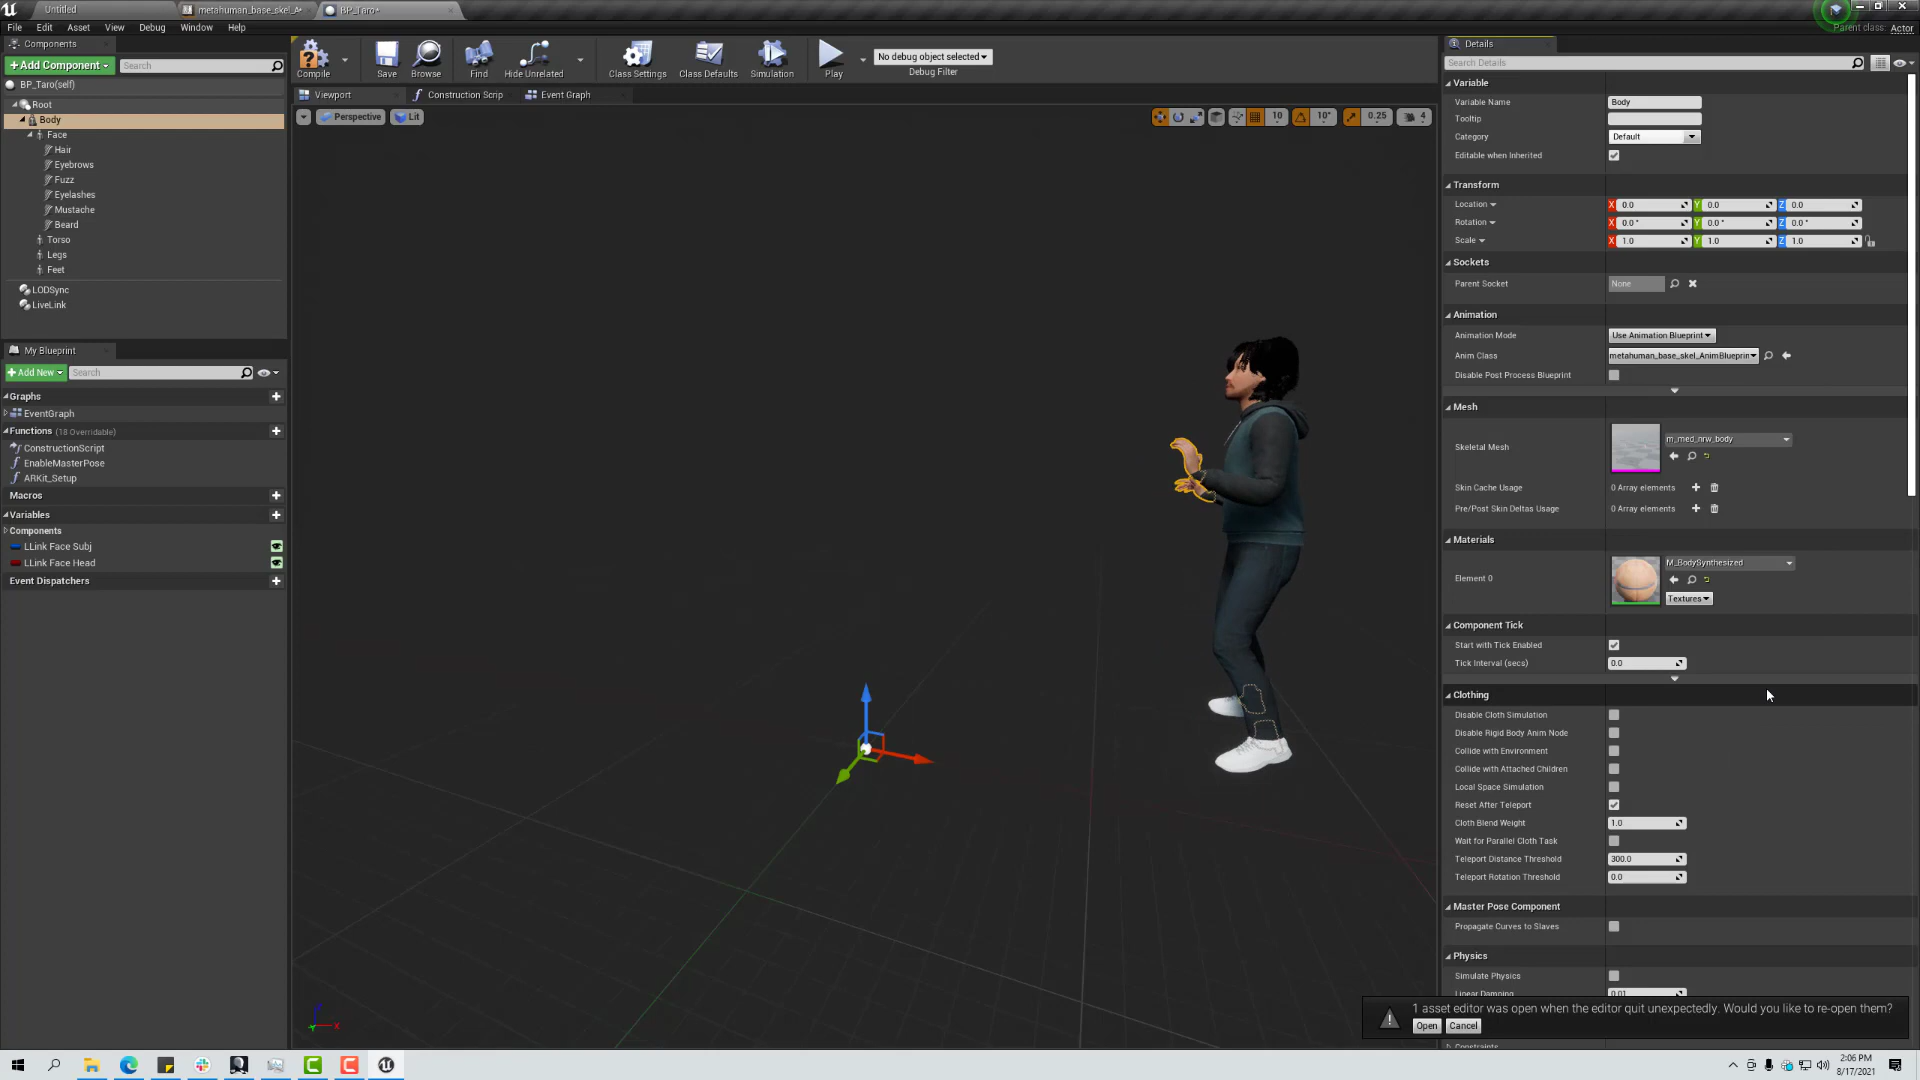 Untitled
metahuman_base_skel_A*
BP_Taro*
File Edit Asset View Debug Window Help
Parent class: Actor
Components
+Add Component
Search
BP_Taro(self)
Root
Body
Face
Hair
Eyebrows
Fuzz
Eyelashes
Mustache
Beard
Torso
Legs
Feet
LODSync
LiveLink
My Blueprint
+Add New
Search
Graphs
EventGraph
Functions (18 Overridable)
ConstructionScript
EnableMasterPose
ARKit_Setup
Macros
Variables
Components
LLink Face Subj
LLink Face Head
Event Dispatchers
Compile
Save
Browse
Find
Hide Unrelated
Class Settings
Class Defaults
Simulation
Play
No debug object selected
Debug Filter
Viewport
Construction Scrip
Event Graph
Perspective
Lit
10
10°
0.25
4
Details
Search Details
Variable
Variable Name Body
Tooltip
Category Default
Editable when Inherited
Transform
Location X 0.0 Y 0.0 Z 0.0
Rotation X 0.0 ° Y 0.0 ° Z 0.0 °
Scale X 1.0 Y 1.0 Z 1.0
Sockets
Parent Socket None
Animation
Animation Mode Use Animation Blueprint
Anim Class metahuman_base_skel_AnimBlueprin
Disable Post Process Blueprint
Mesh
Skeletal Mesh m_med_nrw_body
Skin Cache Usage 0 Array elements
Pre/Post Skin Deltas Usage 0 Array elements
Materials
Element 0 M_BodySynthesized
Textures
Component Tick
Start with Tick Enabled
Tick Interval (secs) 0.0
Clothing
Disable Cloth Simulation
Disable Rigid Body Anim Node
Collide with Environment
Collide with Attached Children
Local Space Simulation
Reset After Teleport
Cloth Blend Weight 1.0
Wait for Parallel Cloth Task
Teleport Distance Threshold 300.0
Teleport Rotation Threshold 0.0
Master Pose Component
Propagate Curves to Slaves
Physics
Simulate Physics
Linear Damping 0.01
1 asset editor was open when the editor quit unexpectedly. Would you like to re-open them?
Open Cancel
Constraints
2:06 PM
8/17/2021